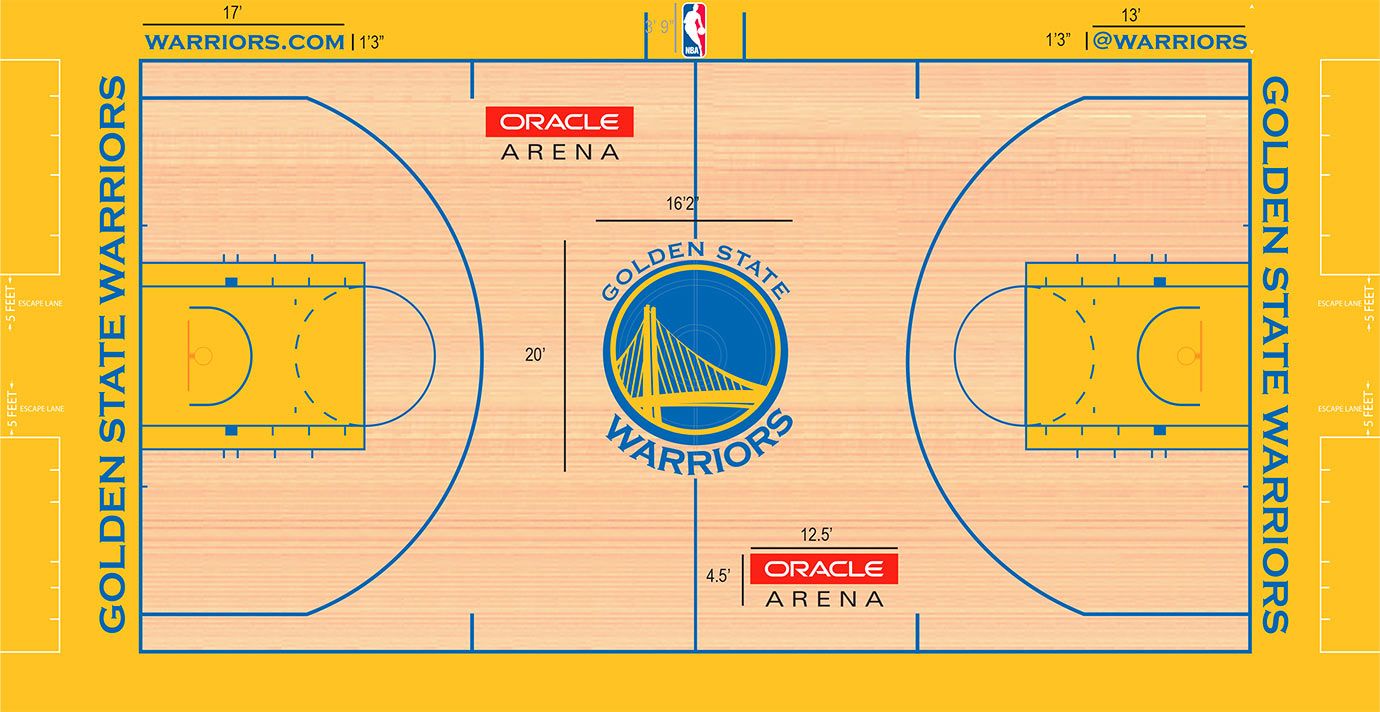 17'
WARRIORS.COM
1'3"
3' 9"
NBA
13'
1'3"
@WARRIORS
GOLDEN STATE WARRIORS
GOLDEN STATE WARRIORS
ORACLE
ARENA
16'2'
GOLDEN STATE
WARRIORS
20'
5 FEET
ESCAPE LANE
5 FEET
ESCAPE LANE
ESCAPE LANE
5 FEET
ESCAPE LANE
5 FEET
12.5'
4.5'
ORACLE
ARENA